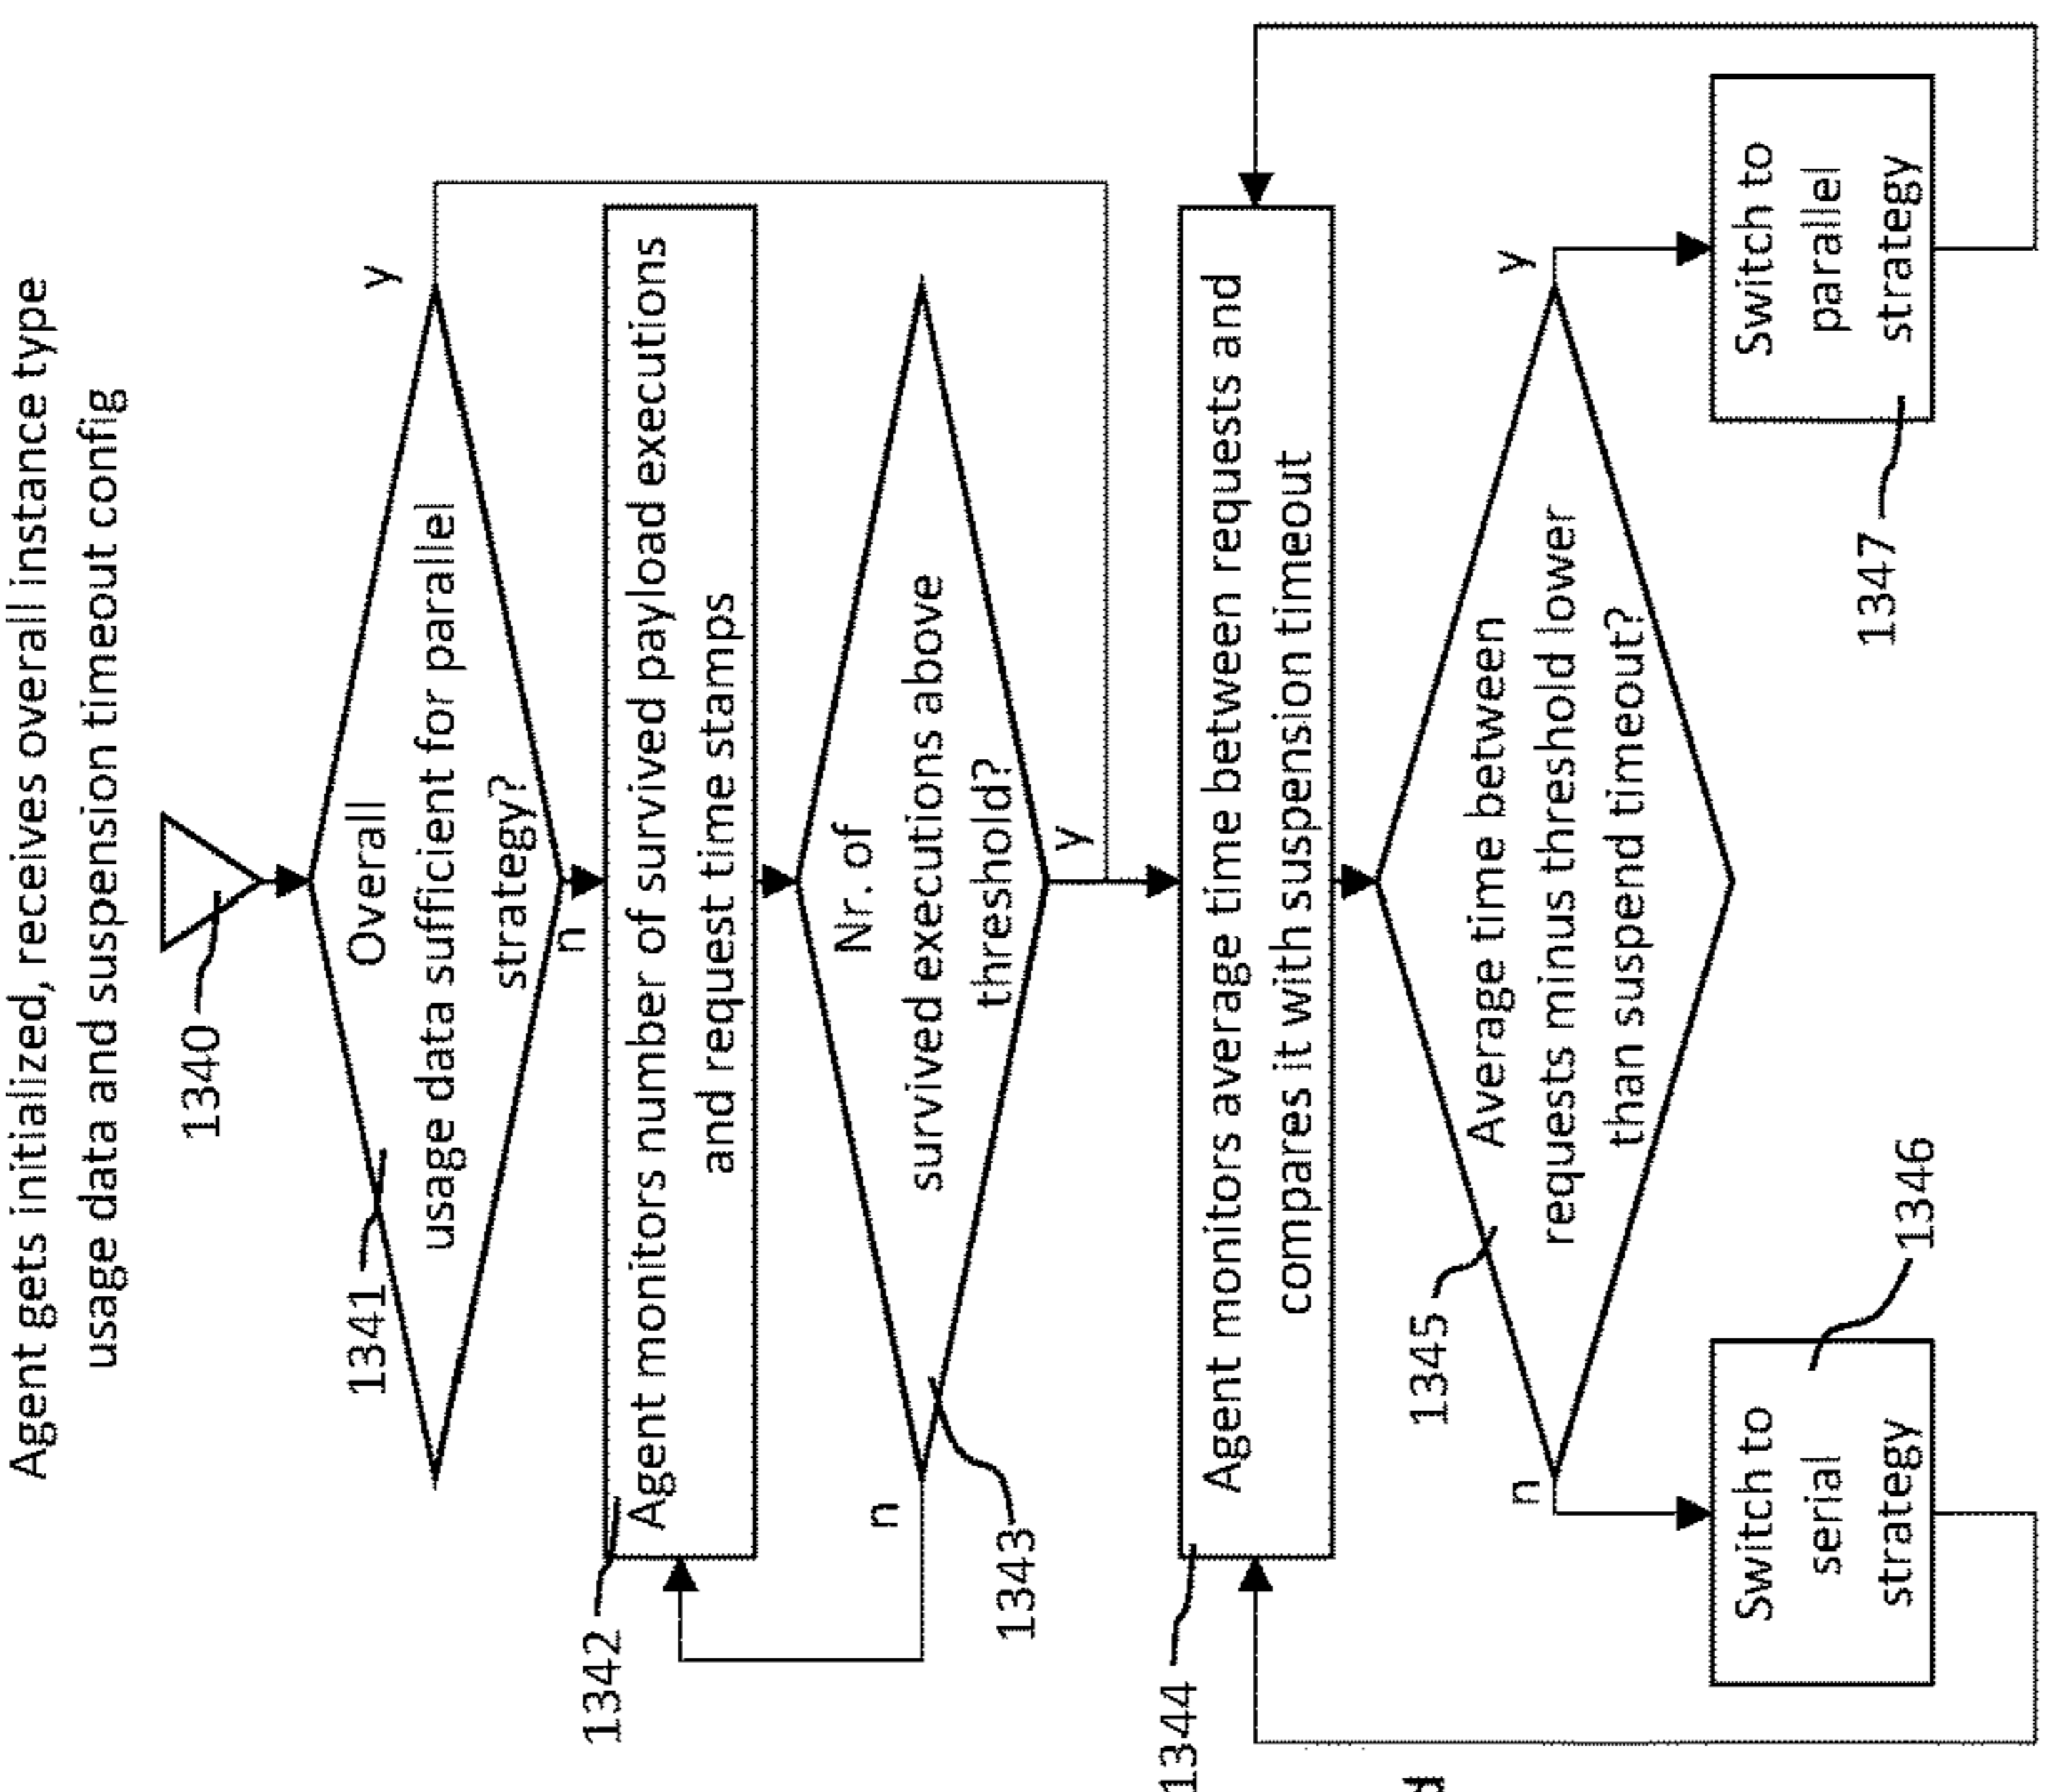 Agent gets initialized, receives overall instance type
usage data and suspension timeout config
1340
1341
Overall
usage data sufficient for parallel
strategy?
y
n
1342
Agent monitors number of survived payload executions
and request time stamps
n
Nr. of
survived executions above
threshold?
1343
y
1344
Agent monitors average time between requests and
compares it with suspension timeout
1345
Average time between
requests minus threshold lower
than suspend timeout?
n
y
1346
Switch to
serial
strategy
1347
Switch to
parallel
strategy